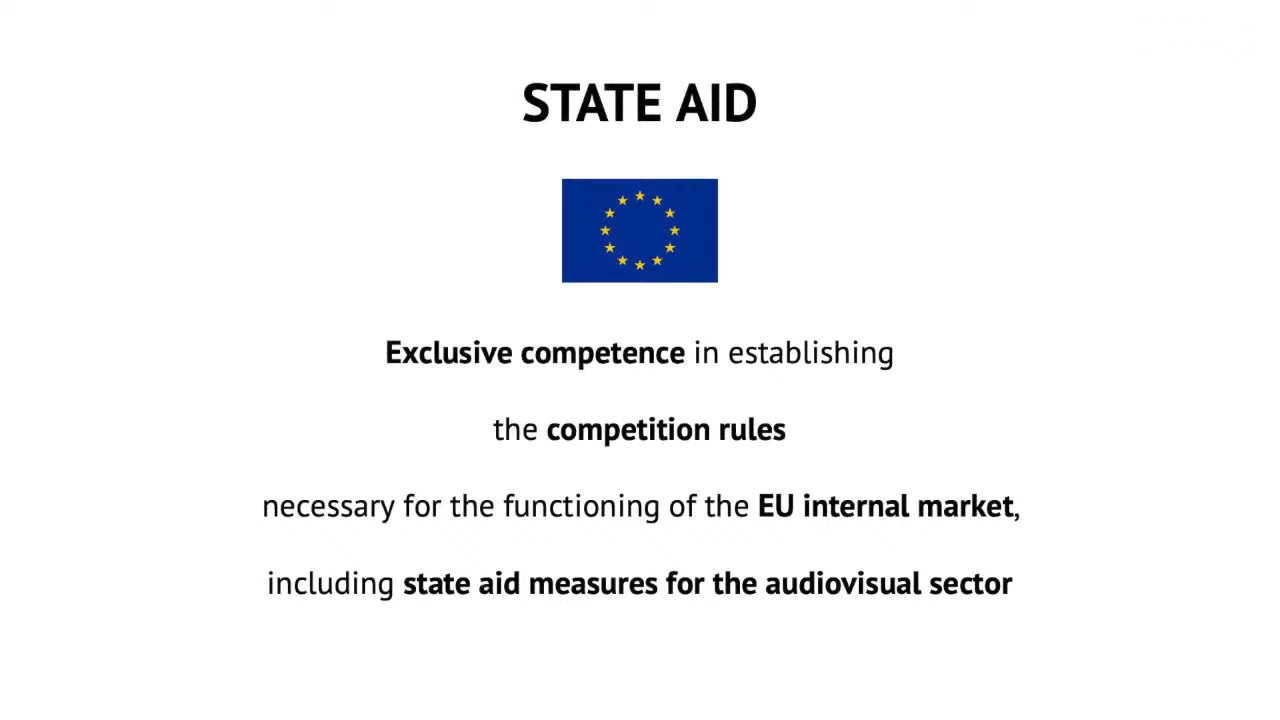 STATE AID
Exclusive competence in establishing
the competition rules
necessary for the functioning of the EU internal market,
including state aid measures for the audiovisual sector